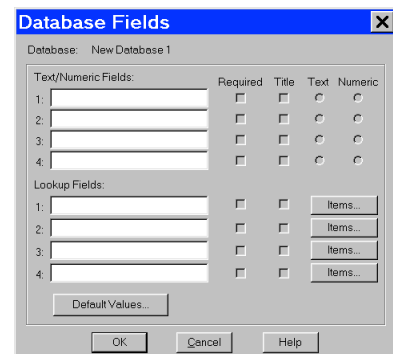 Database Fields
Database: New Database 1
Text/Numeric Fields: Required Title Text Numeric
1:
2:
3:
4:
Lookup Fields:
1: Items...
2: Items...
3: Items...
4: Items...
Default Values...
OK Cancel Help